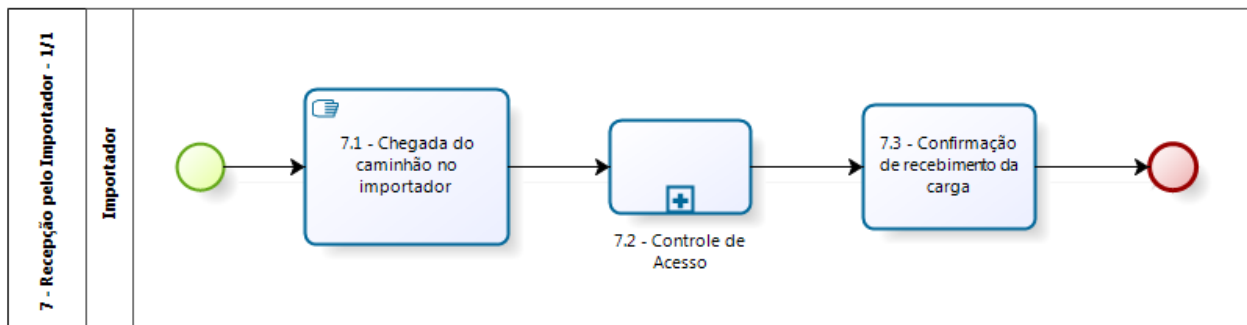 7 - Recepção pelo Importador - 1/1
Importador
7.1 - Chegada do
caminhão no
importador
7.2 - Controle de
Acesso
7.3 - Confirmação
de recebimento da
carga